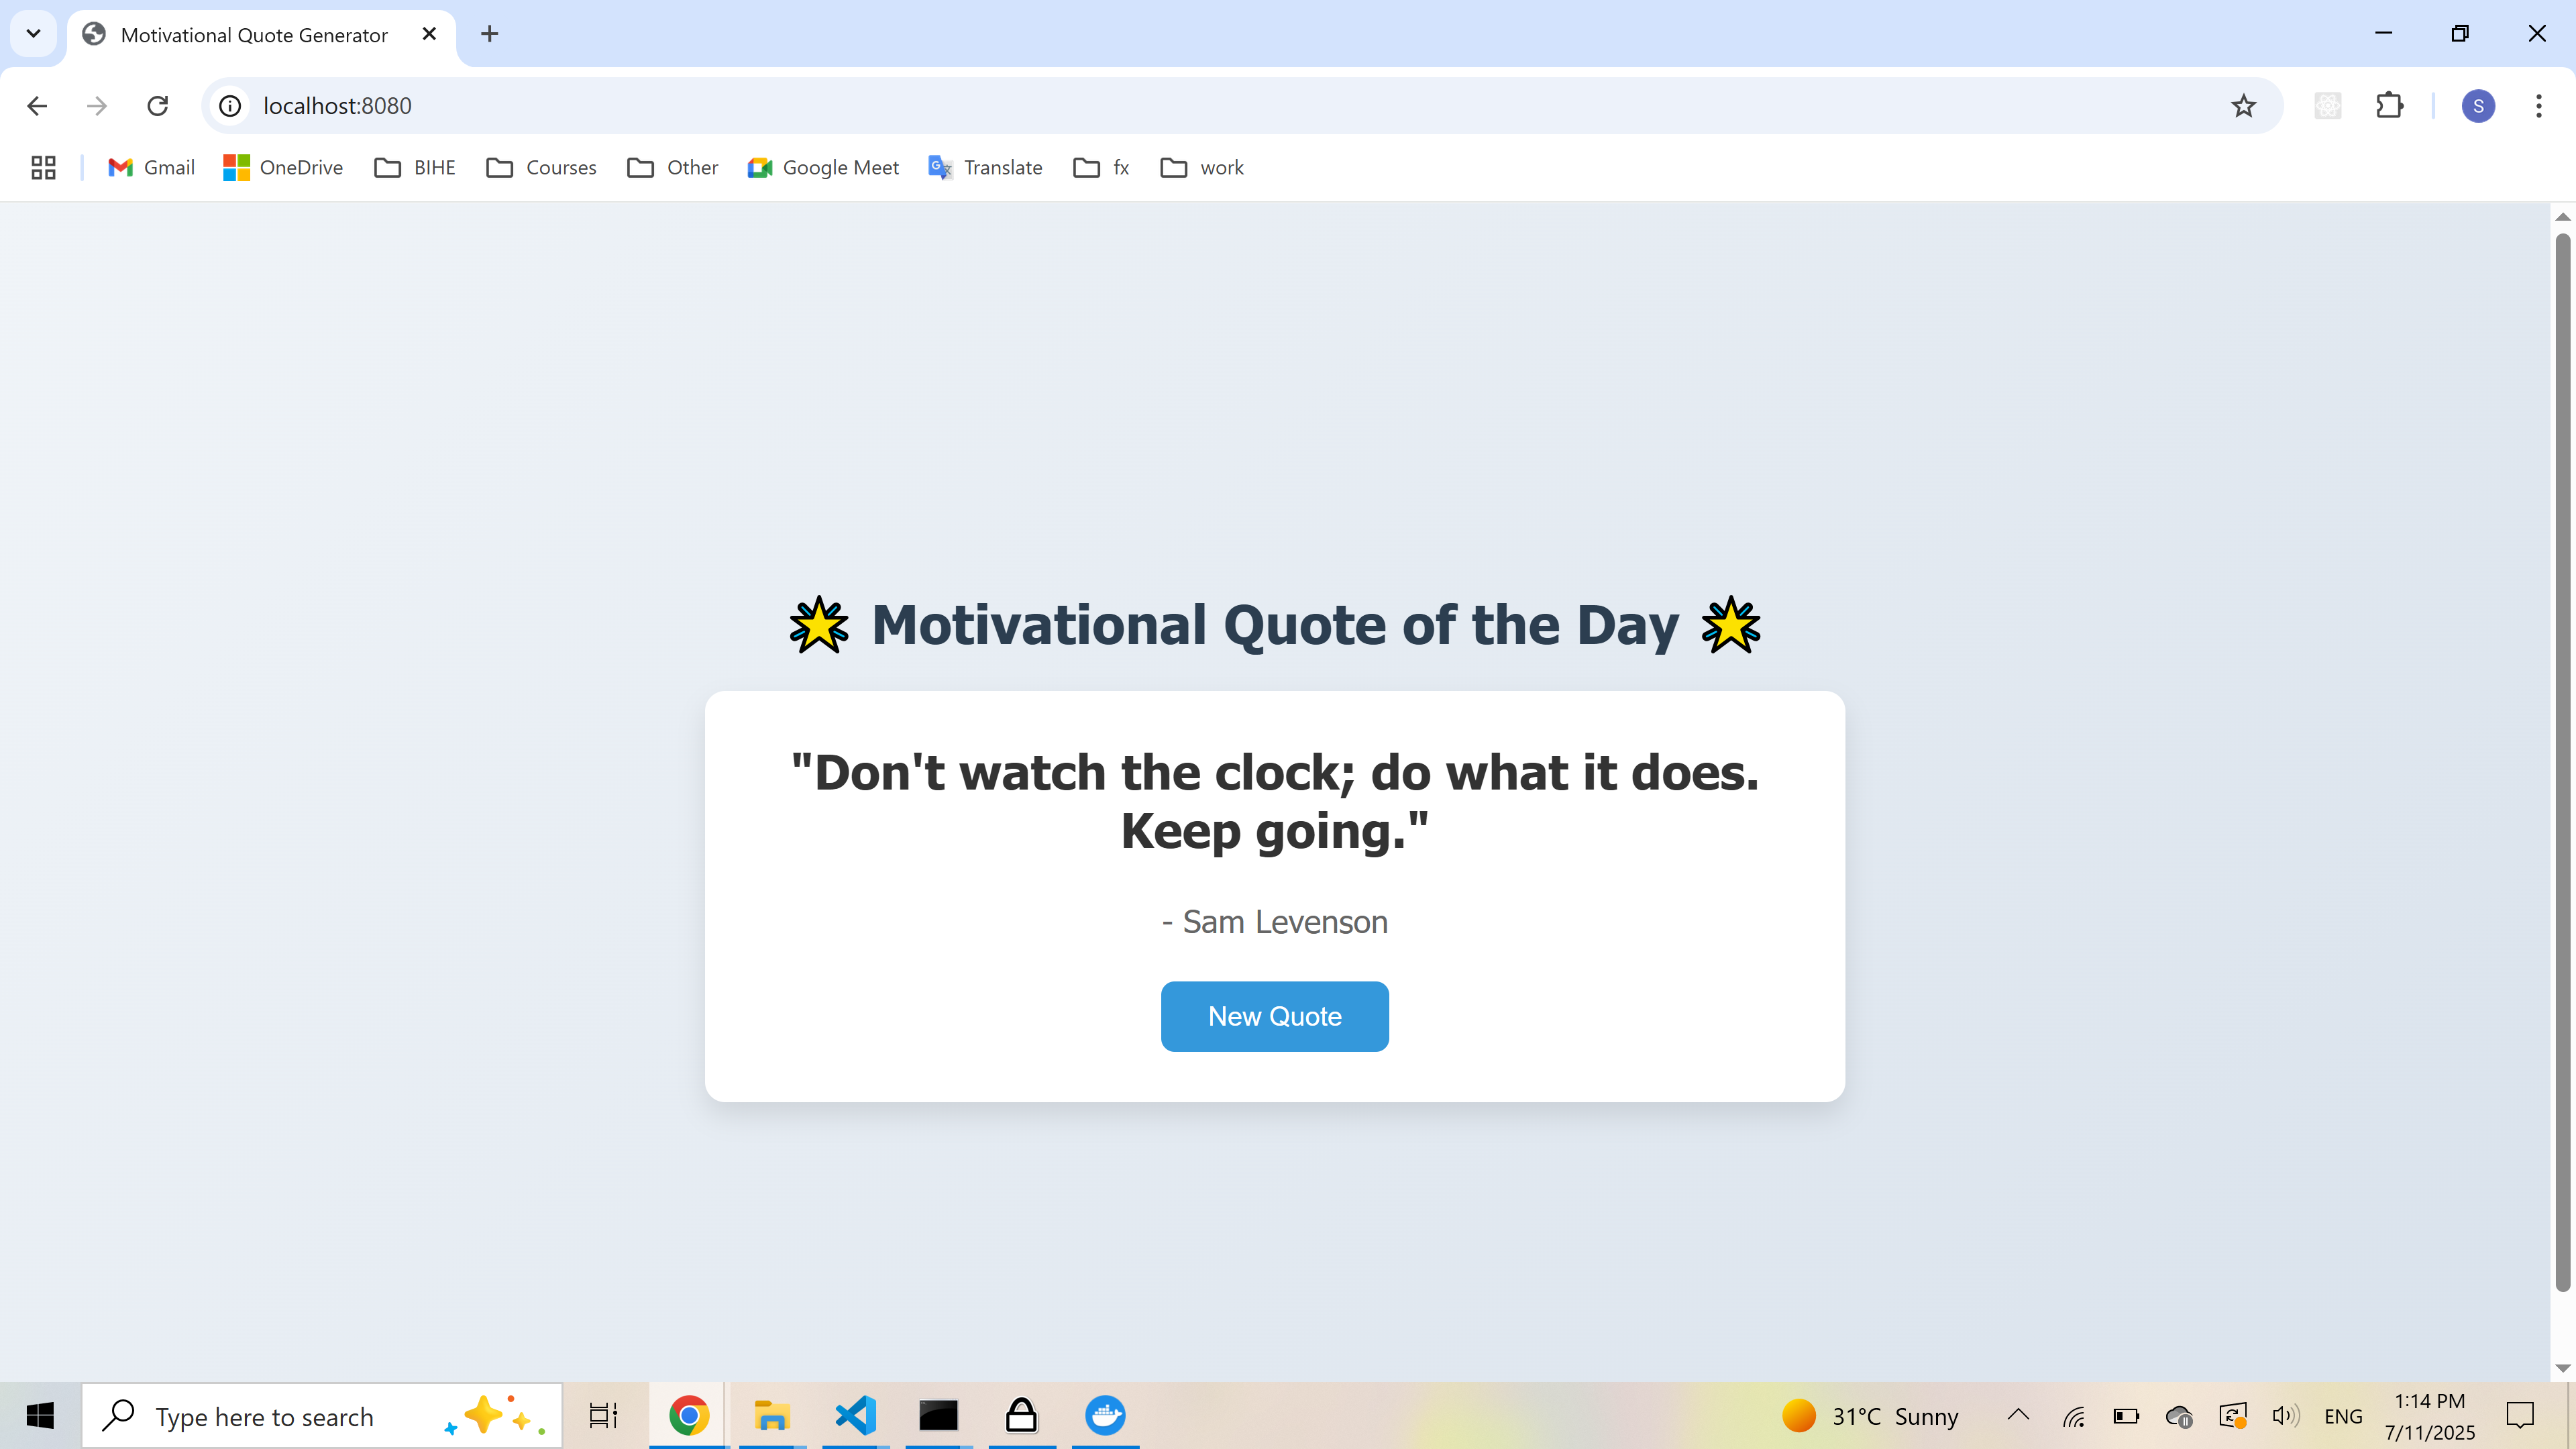 Motivational Quote Generator
localhost:8080
S
Gmail
OneDrive
BIHE
Courses
Other
Google Meet
Translate
fx
work
Motivational Quote of the Day
"Don't watch the clock; do what it does.
Keep going."
- Sam Levenson
New Quote
Type here to search
31°C Sunny
ENG
1:14 PM
7/11/2025